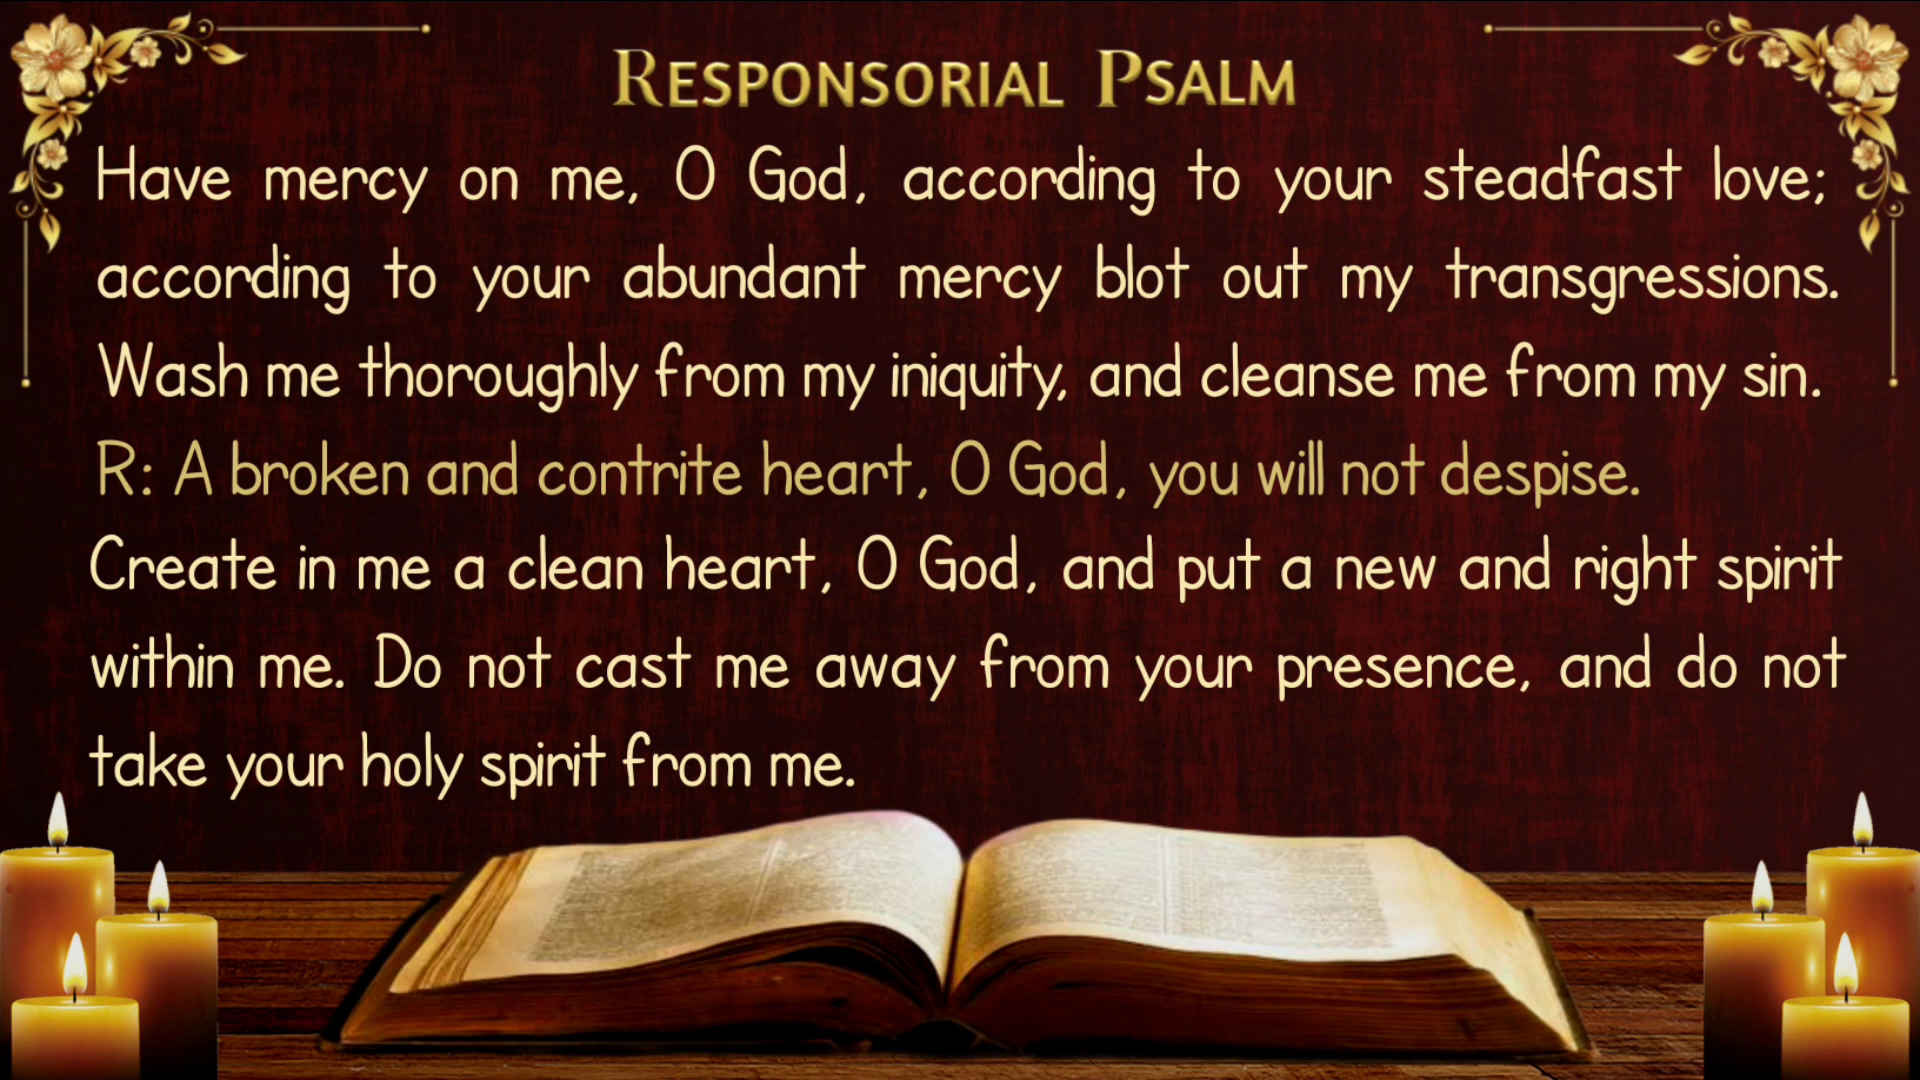 Responsorial Psalm
Have mercy on me, O God, according to your steadfast love;
according to your abundant mercy blot out my transgressions.
Wash me thoroughly from my iniquity, and cleanse me from my sin.
R: A broken and contrite heart, O God, you will not despise.
Create in me a clean heart, O God, and put a new and right spirit
within me. Do not cast me away from your presence, and do not
take your holy spirit from me.